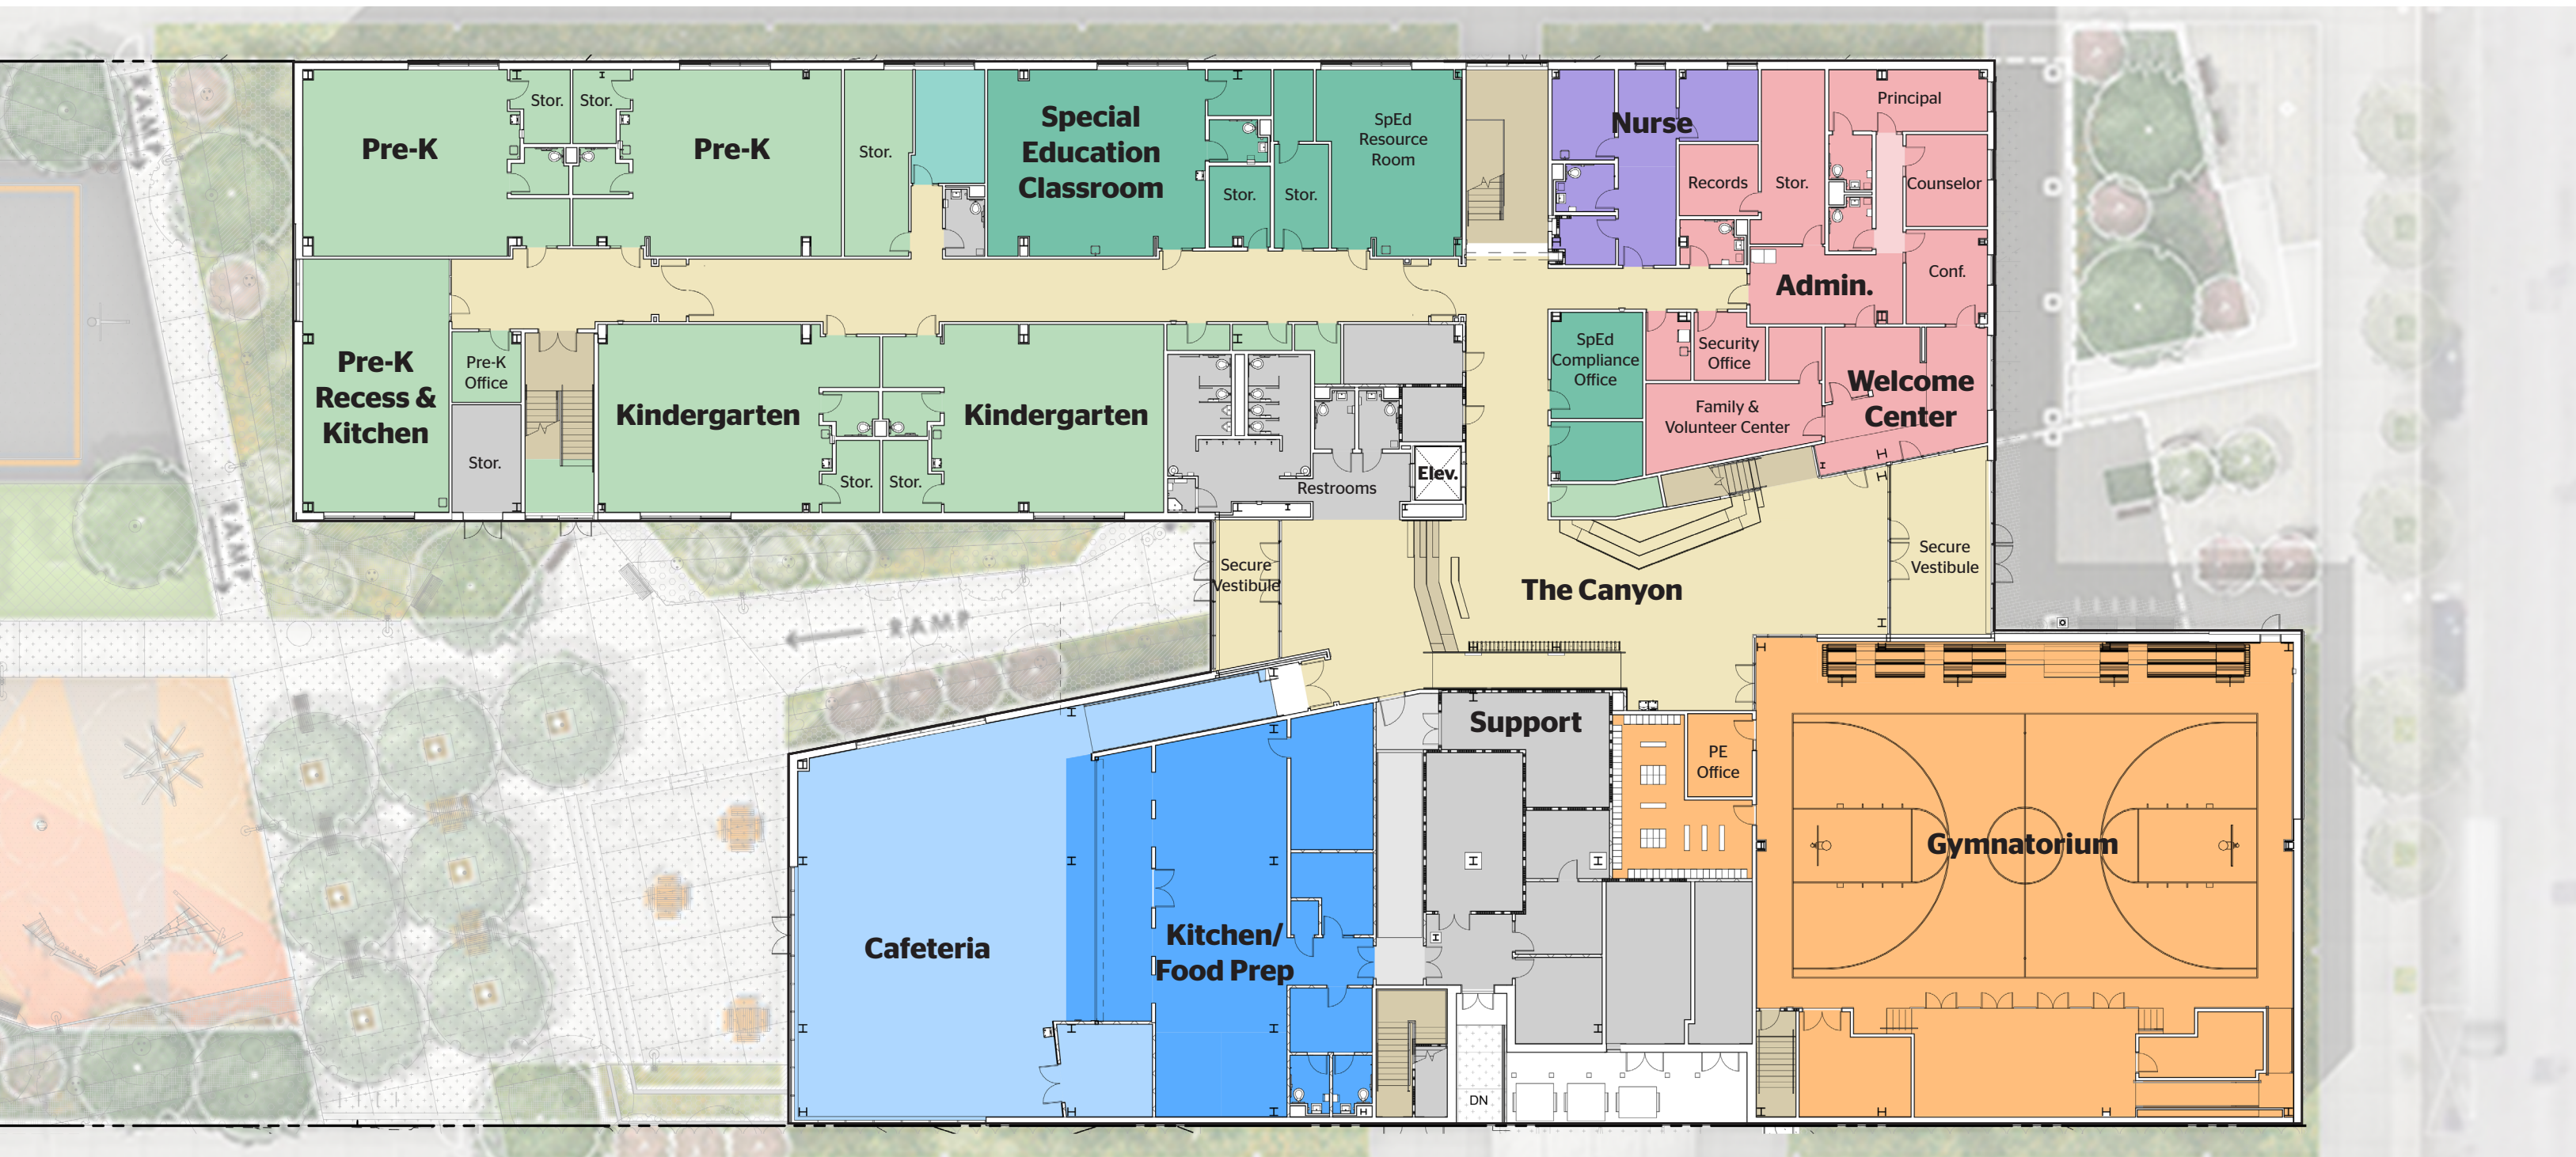 RAMP
Pre-K
Stor.
Stor.
Pre-K
Stor.
Special
Education
Classroom
Stor.
Stor.
SpEd
Resource
Room
Nurse
Records
Stor.
Principal
Counselor
Conf.
Admin.
Pre-K
Recess &
Kitchen
Pre-K
Office
Stor.
Kindergarten
Kindergarten
Stor.
Stor.
Restrooms
Elev.
SpEd
Compliance
Office
Security
Office
Family &
Volunteer Center
Welcome
Center
RAMP
Secure
Vestibule
The Canyon
Secure
Vestibule
RAMP
Support
PE
Office
Gymnatorium
Cafeteria
Kitchen/
Food Prep
DN